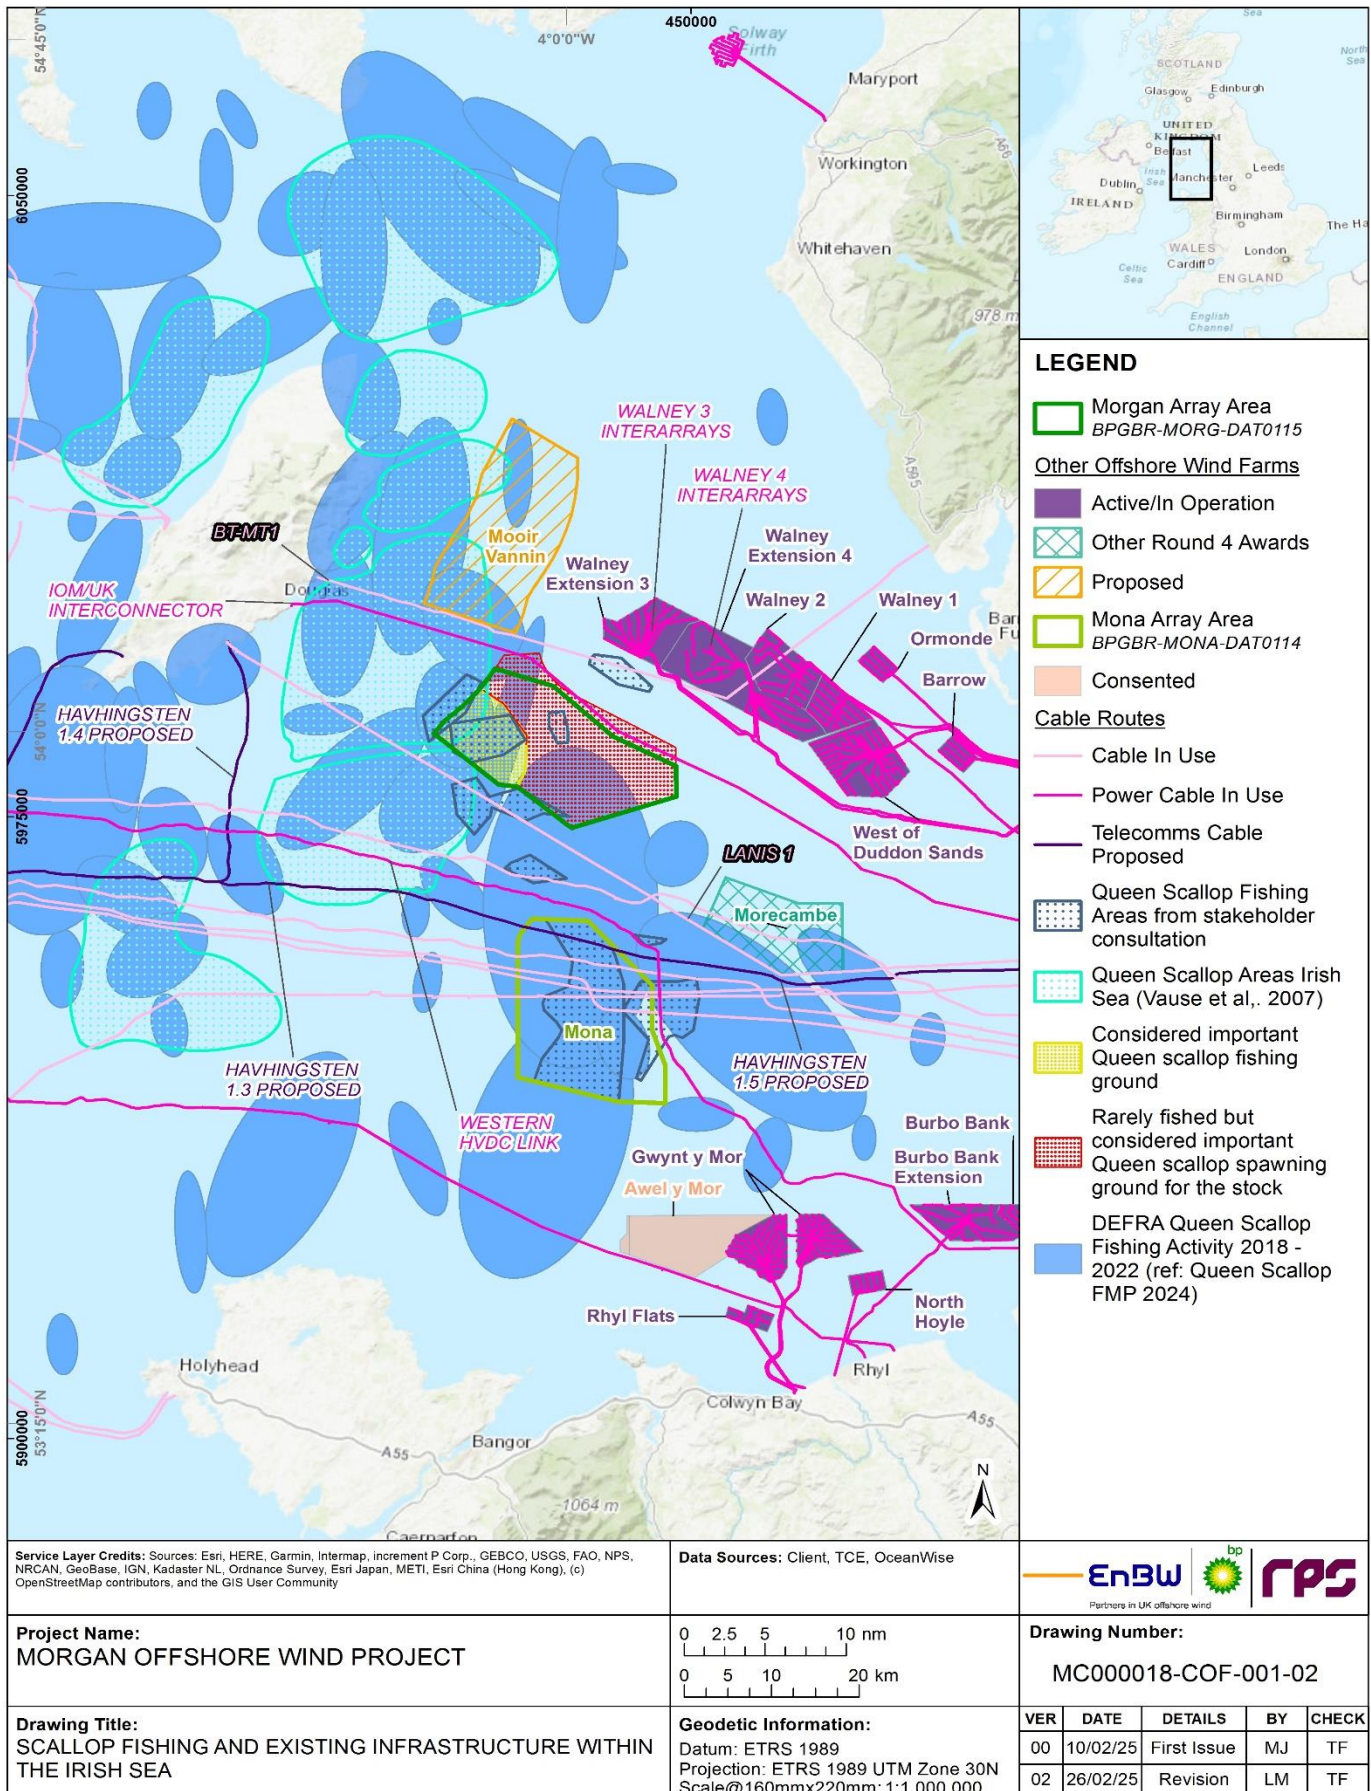 450000
54°45'0"N
4°0'0"W
Solway
Firth
Maryport
A66
Workington
6050000
Whitehaven
978 m
WALNEY 3
INTERARRAYS
A595
WALNEY 4
INTERARRAYS
BT-MT1
Mooir
Vannin
Walney
Extension 4
Walney
Extension 3
IOM/UK
INTERCONNECTOR
Douglas
Walney 2
Walney 1
Ormonde
Barrow
HAVHINGSTEN
1.4 PROPOSED
54°0'0"N
5975000
West of
Duddon Sands
LANIS 1
Morecambe
Mona
HAVHINGSTEN
1.3 PROPOSED
HAVHINGSTEN
1.5 PROPOSED
WESTERN
HVDC LINK
Gwynt y Mor
Awel y Mor
Burbo Bank
Burbo Bank
Extension
Rhyl Flats
North
Hoyle
Holyhead
Rhyl
Colwyn Bay
A55
Bangor
A55
5900000
53°15'0"N
1064 m
Caernarfon
N
Sea
North
Sea
SCOTLAND
Glasgow
Edinburgh
UNITED
KINGDOM
Belfast
Irish
Sea
Manchester
Leeds
Dublin
IRELAND
Birmingham
The Ha
WALES
Cardiff
London
Celtic
Sea
ENGLAND
English
Channel
LEGEND
Morgan Array Area
BPGBR-MORG-DAT0115
Other Offshore Wind Farms
Active/In Operation
Other Round 4 Awards
Proposed
Mona Array Area
BPGBR-MONA-DAT0114
Consented
Cable Routes
Cable In Use
Power Cable In Use
Telecomms Cable
Proposed
Queen Scallop Fishing
Areas from stakeholder
consultation
Queen Scallop Areas Irish
Sea (Vause et al,. 2007)
Considered important
Queen scallop fishing
ground
Rarely fished but
considered important
Queen scallop spawning
ground for the stock
DEFRA Queen Scallop
Fishing Activity 2018 -
2022 (ref: Queen Scallop
FMP 2024)
Service Layer Credits: Sources: Esri, HERE, Garmin, Intermap, increment P Corp., GEBCO, USGS, FAO, NPS,
NRCAN, GeoBase, IGN, Kadaster NL, Ordnance Survey, Esri Japan, METI, Esri China (Hong Kong), (c)
OpenStreetMap contributors, and the GIS User Community
Data Sources: Client, TCE, OceanWise
EnBW
bp
rps
Partners in UK offshore wind
Project Name:
MORGAN OFFSHORE WIND PROJECT
0 2.5 5 10 nm
0 5 10 20 km
Drawing Number:
MC000018-COF-001-02
Drawing Title:
SCALLOP FISHING AND EXISTING INFRASTRUCTURE WITHIN
THE IRISH SEA
Geodetic Information:
Datum: ETRS 1989
Projection: ETRS 1989 UTM Zone 30N
Scale@160mmx220mm: 1:1,000,000
VER DATE DETAILS BY CHECK
00 10/02/25 First Issue MJ TF
02 26/02/25 Revision LM TF